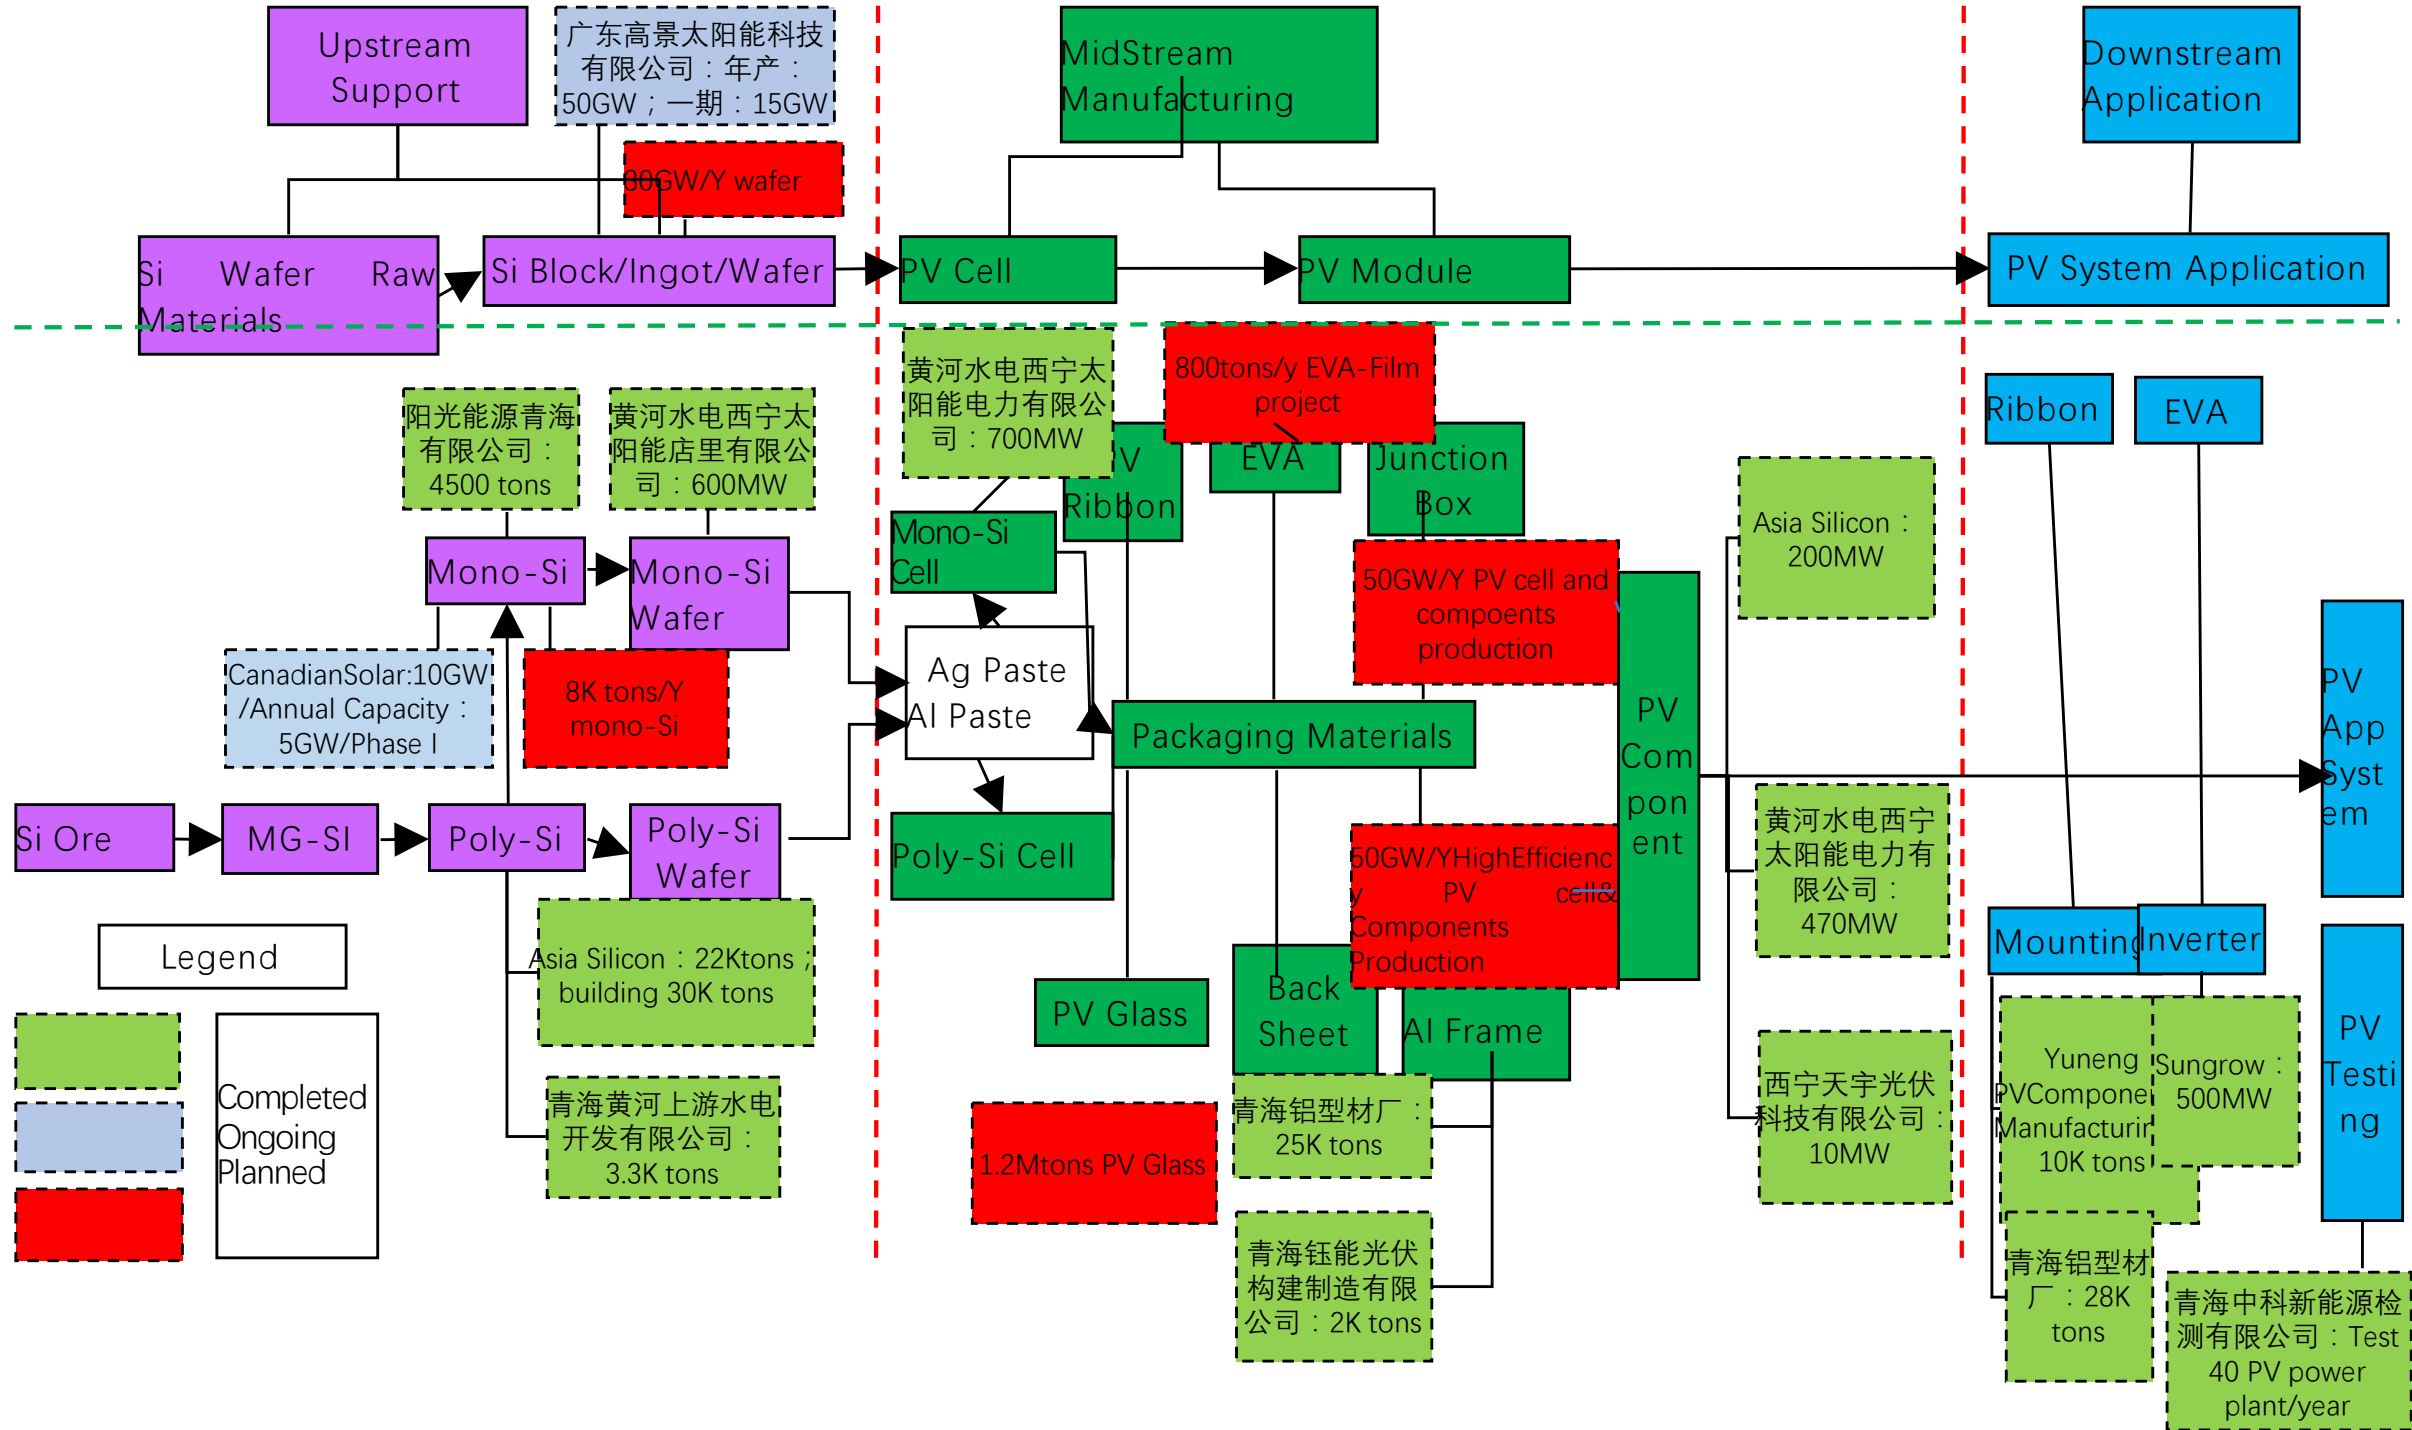 Upstream
Support
广东高景太阳能科技
有限公司：年产：
50GW；一期：15GW
MidStream
Manufacturing
Downstream
Application
30GW/Y wafer
Si Wafer Raw
Materials
Si Block/Ingot/Wafer
PV Cell
PV Module
PV System Application
阳光能源青海
有限公司：
4500 tons
黄河水电西宁太
阳能店里有限公
司：600MW
黄河水电西宁太
阳能电力有限公
司：700MW
800tons/y EVA-Film
project
PV
Ribbon
EVA
Junction
Box
Ribbon
EVA
Mono-Si
Mono-Si
Wafer
Mono-Si
Cell
50GW/Y PV cell and
compoents
production
Asia Silicon：
200MW
CanadianSolar:10GW
/Annual Capacity：
5GW/Phase I
8K tons/Y
mono-Si
Ag Paste
Al Paste
Packaging Materials
PV
Com
pon
ent
PV
App
Syst
em
Si Ore
MG-SI
Poly-Si
Poly-Si
Wafer
Poly-Si Cell
50GW/YHighEfficienc
y PV cell&
Components
Production
黄河水电西宁
太阳能电力有
限公司：
470MW
Mounting
Inverter
Legend
Completed
Ongoing
Planned
Asia Silicon：22Ktons；
building 30K tons
青海黄河上游水电
开发有限公司：
3.3K tons
PV Glass
Back
Sheet
Al Frame
1.2Mtons PV Glass
青海铝型材厂：
25K tons
青海钰能光伏
构建制造有限
公司：2K tons
西宁天宇光伏
科技有限公司：
10MW
Yuneng
PVCompone
Manufacturin
10K tons
Sungrow：
500MW
PV
Testi
ng
青海铝型材
厂：28K
tons
青海中科新能源检
测有限公司：Test
40 PV power
plant/year